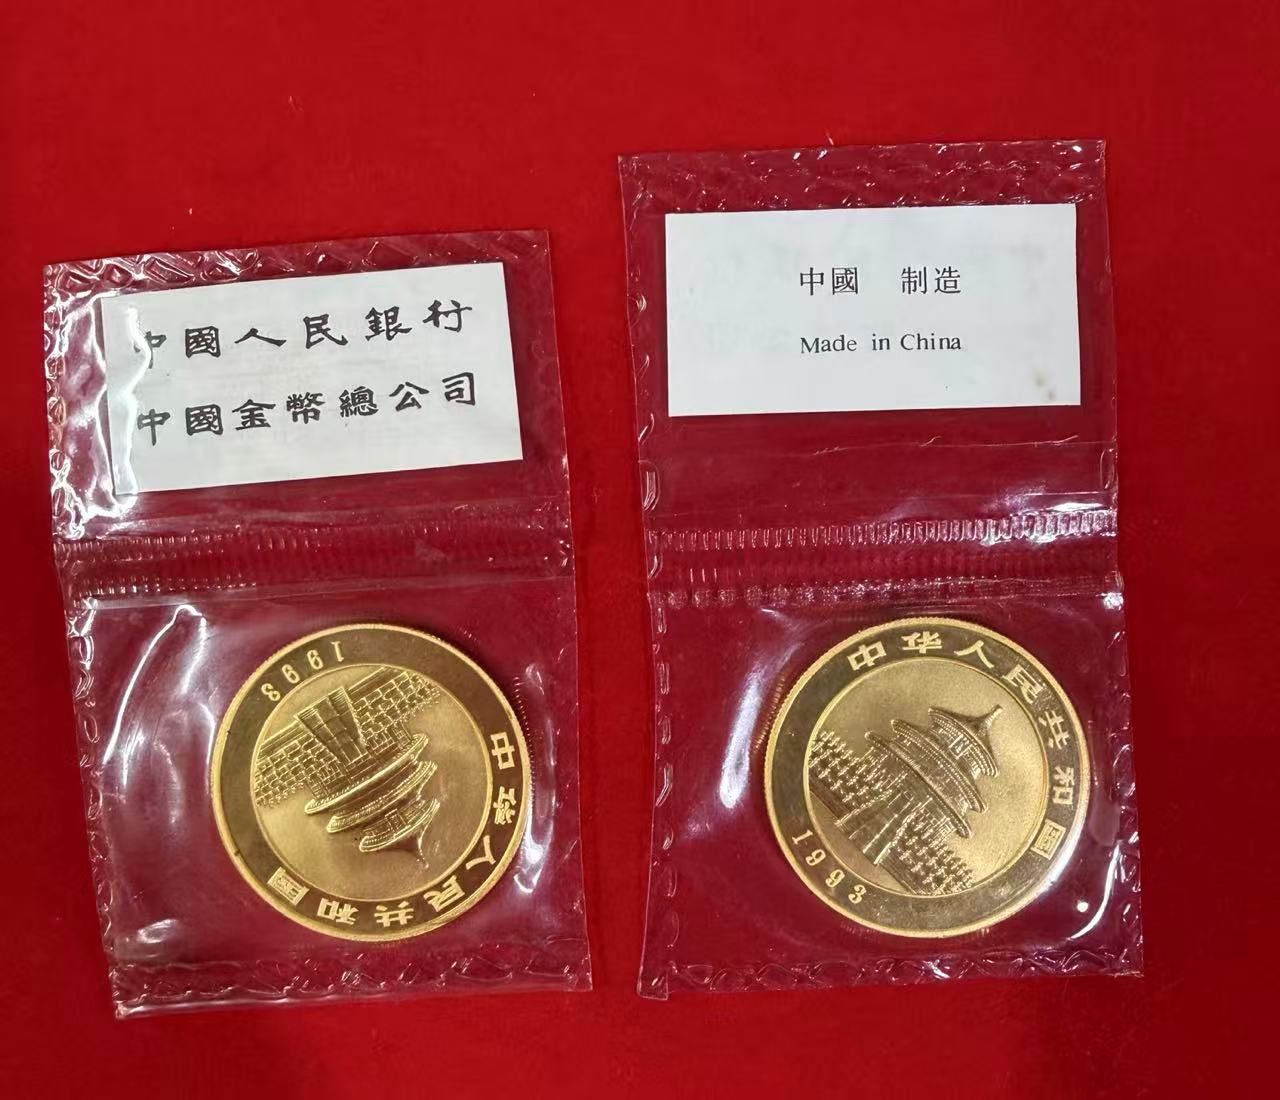 中國人民銀行
中國金幣總公司
中國 制造
Made in China
1993
中华人民共和国
中华人民共和国
1993